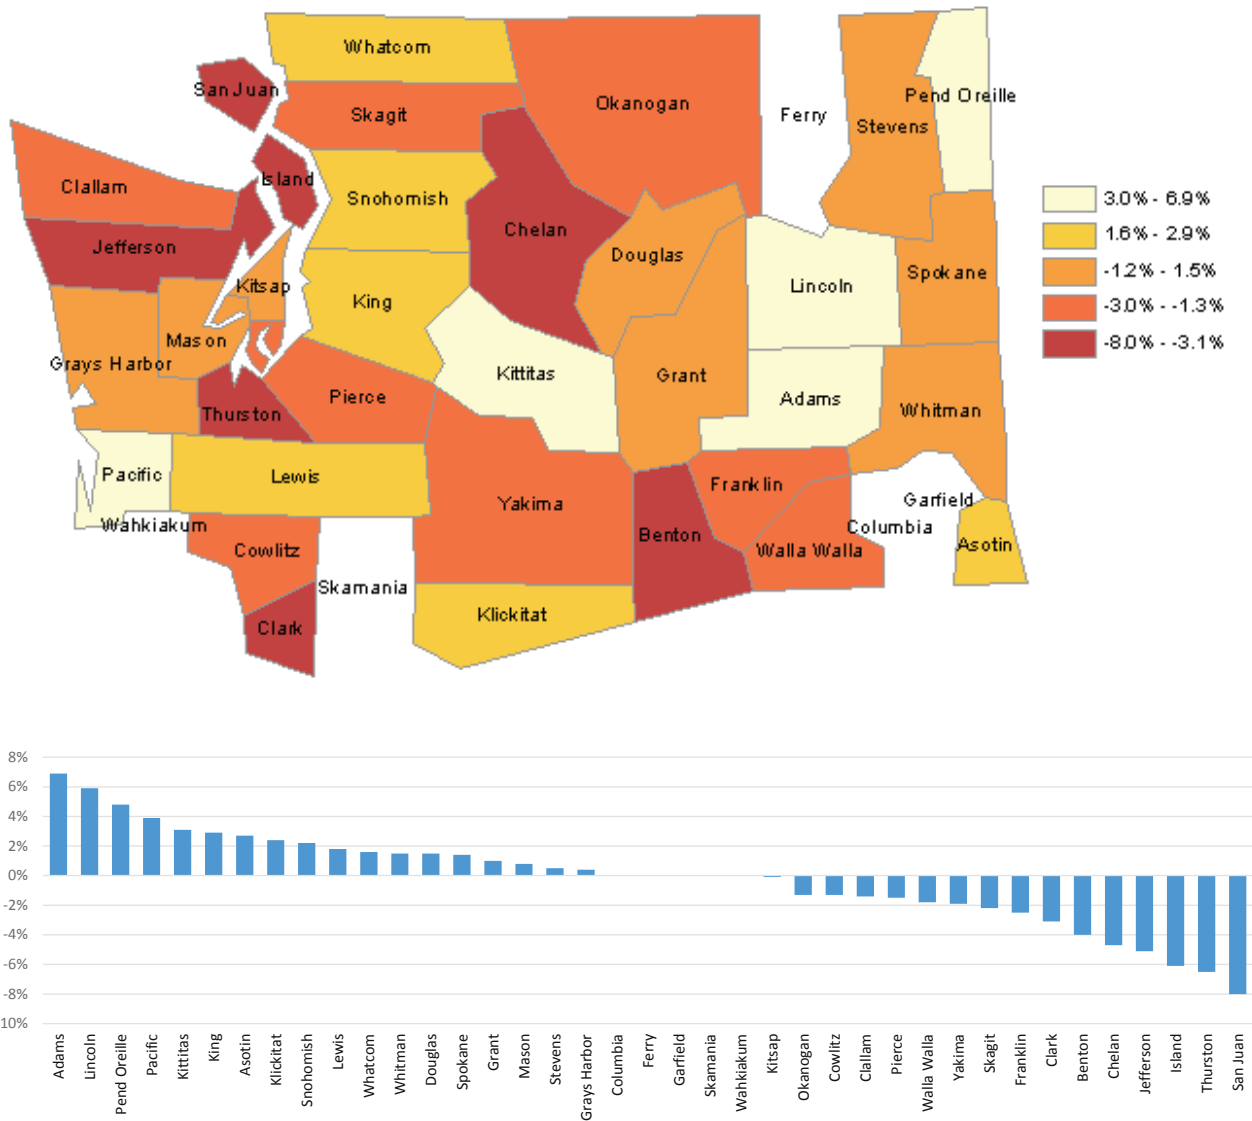 Whatcom
San Juan
Skagit
Okanogan
Ferry
Pend Oreille
Stevens
Clallam
Island
Snohomish
Chelan
Jefferson
Kitsap
King
Douglas
Lincoln
Spokane
Mason
Grays Harbor
Kittitas
Grant
Adams
Whitman
Thurston
Pierce
Pacific
Lewis
Yakima
Franklin
Garfield
Wahkiakum
Columbia
Cowlitz
Benton
Walla Walla
Asotin
Skamania
Clark
Klickitat
3.0% - 6.9%
1.6% - 2.9%
-1.2% - 1.5%
-3.0% - -1.3%
-8.0% - -3.1%
8%
6%
4%
2%
0%
-2%
-4%
-6%
-8%
10%
Adams
Lincoln
Pend Oreille
Pacific
Kittitas
King
Asotin
Klickitat
Snohomish
Lewis
Whatcom
Whitman
Douglas
Spokane
Grant
Mason
Stevens
Grays Harbor
Columbia
Ferry
Garfield
Skamania
Wahkiakum
Kitsap
Okanogan
Cowlitz
Clallam
Pierce
Walla Walla
Yakima
Skagit
Franklin
Clark
Benton
Chelan
Jefferson
Island
Thurston
San Juan